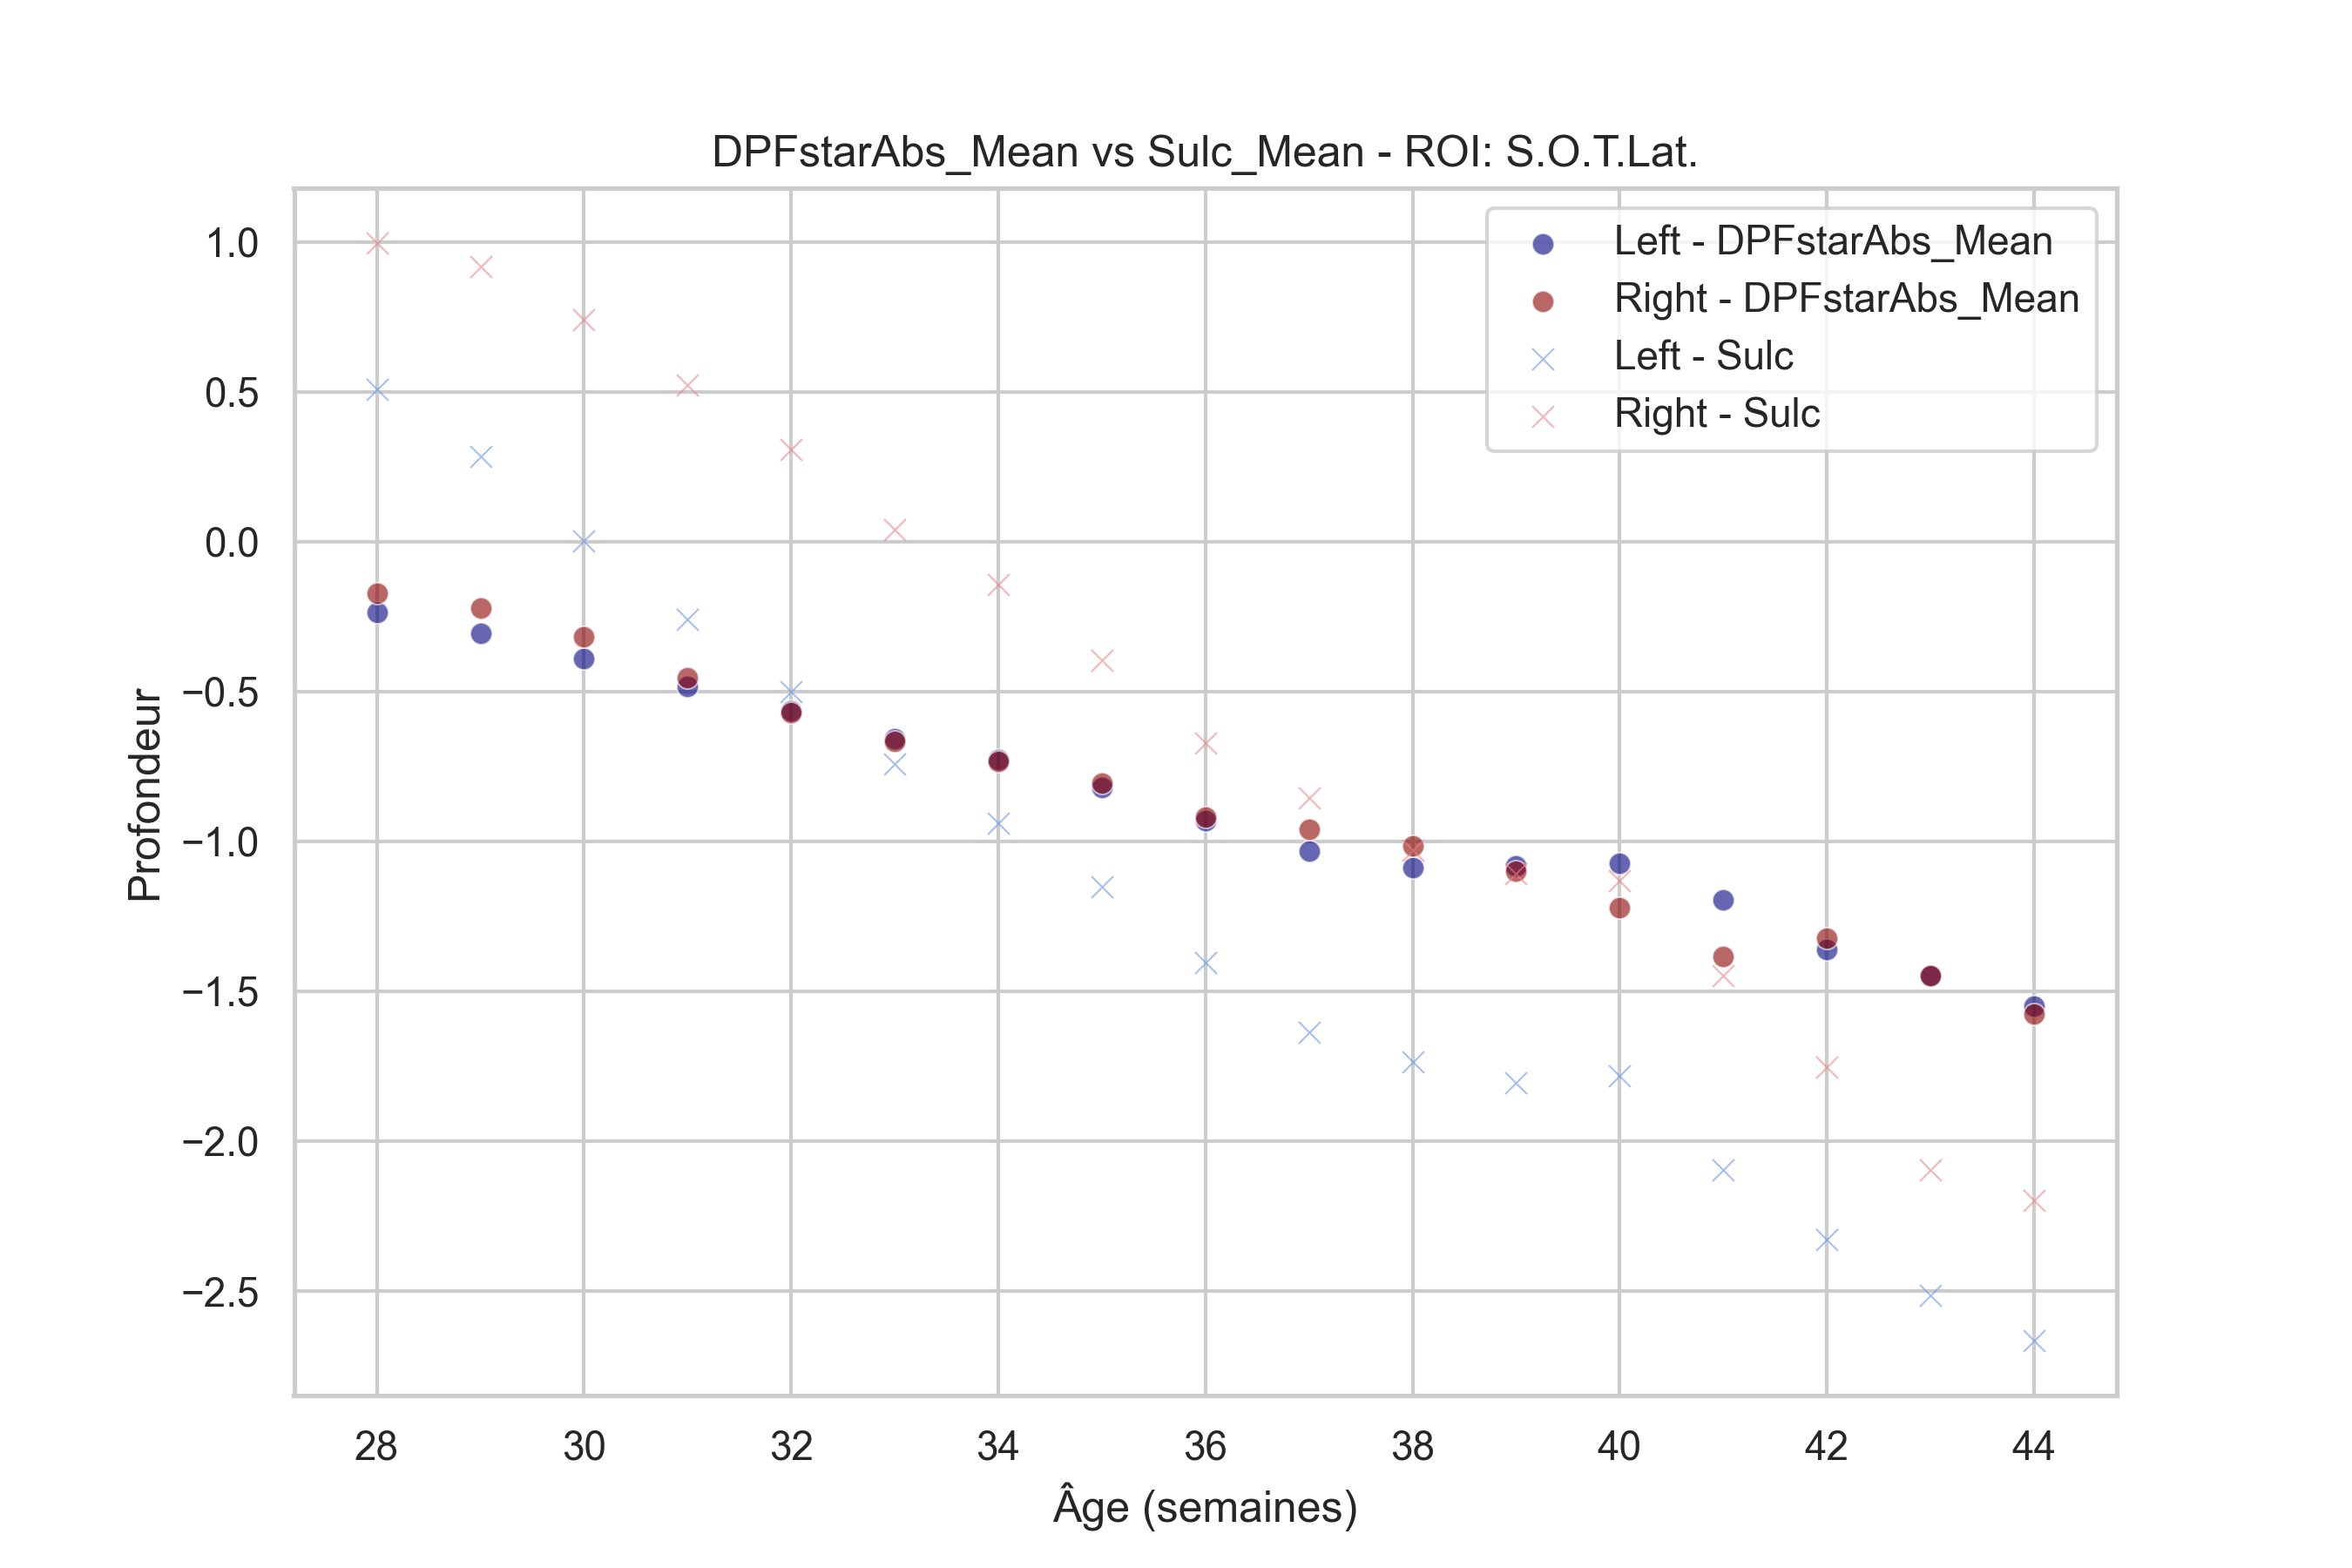 DPFstarAbs_Mean vs Sulc_Mean - ROI: S.O.T.Lat.
Left - DPFstarAbs_Mean
Right - DPFstarAbs_Mean
Left - Sulc
Right - Sulc
Profondeur
1.0
0.5
0.0
−0.5
−1.0
−1.5
−2.0
−2.5
28 30 32 34 36 38 40 42 44
Âge (semaines)